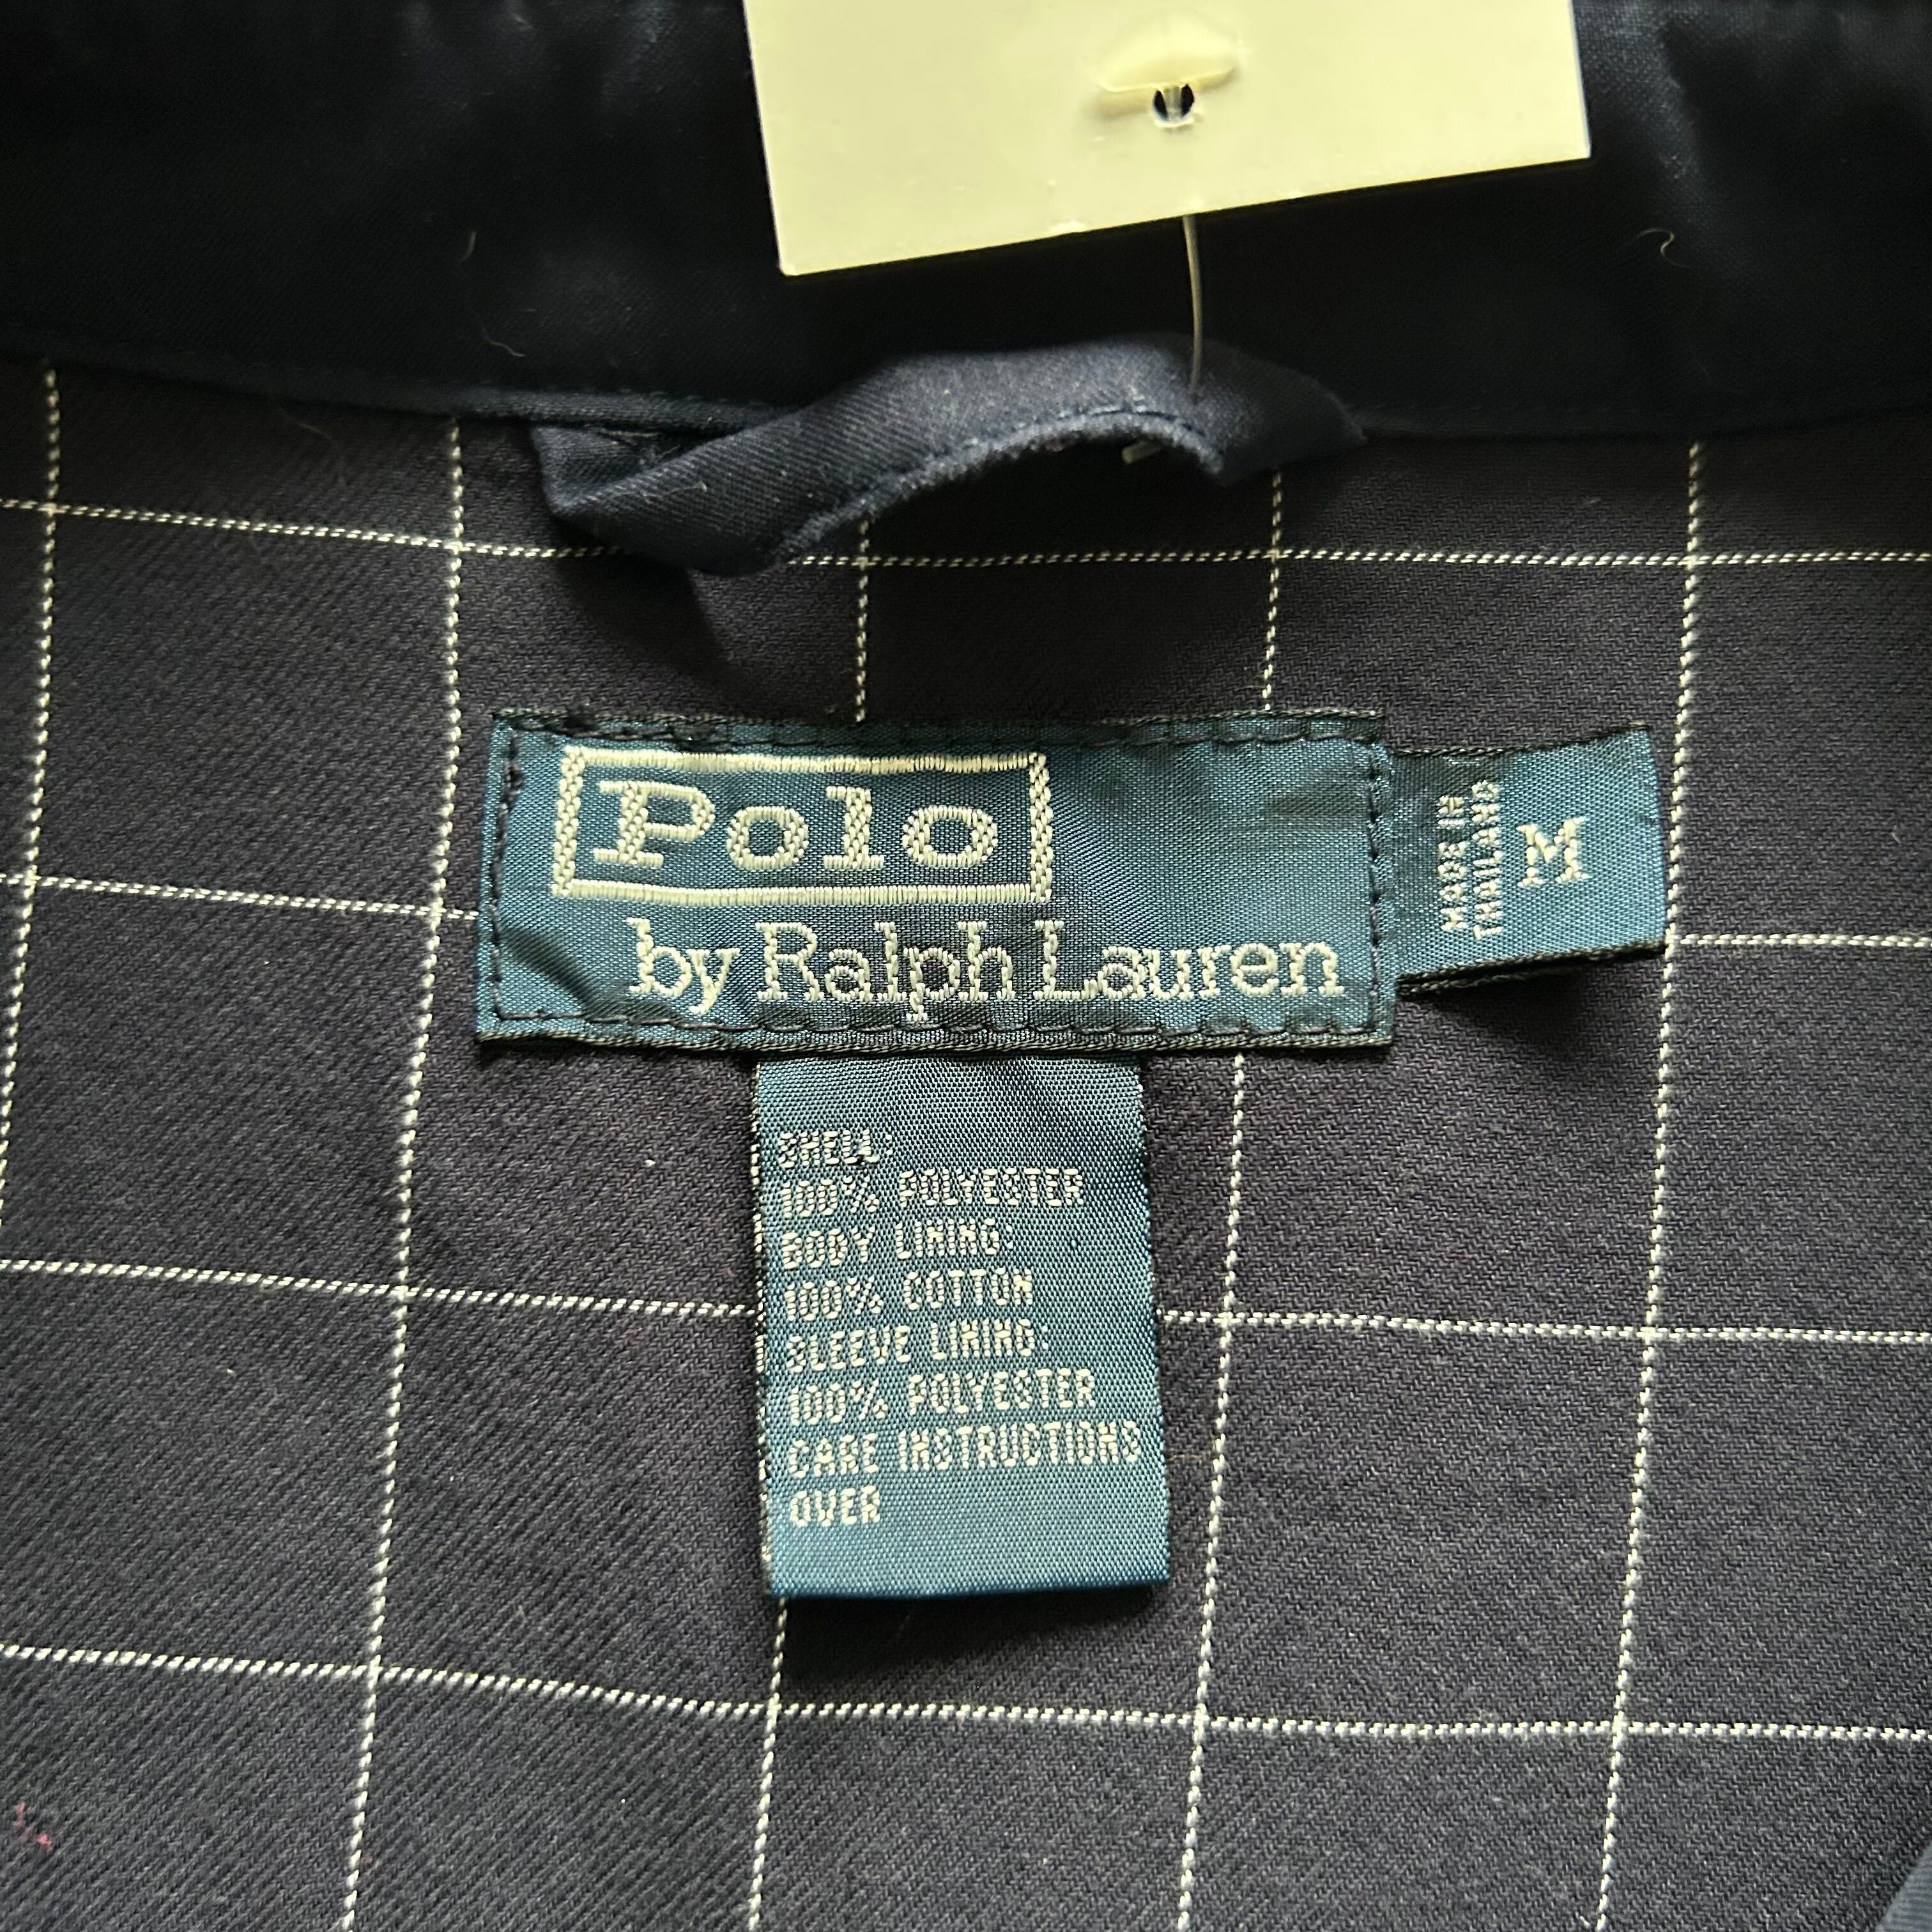 Polo
by Ralph Lauren
MADE IN
THAILAND
M
SHELL:
100% POLYESTER
BODY LINING:
100% COTTON
SLEEVE LINING:
100% POLYESTER
CARE INSTRUCTIONS
OVER